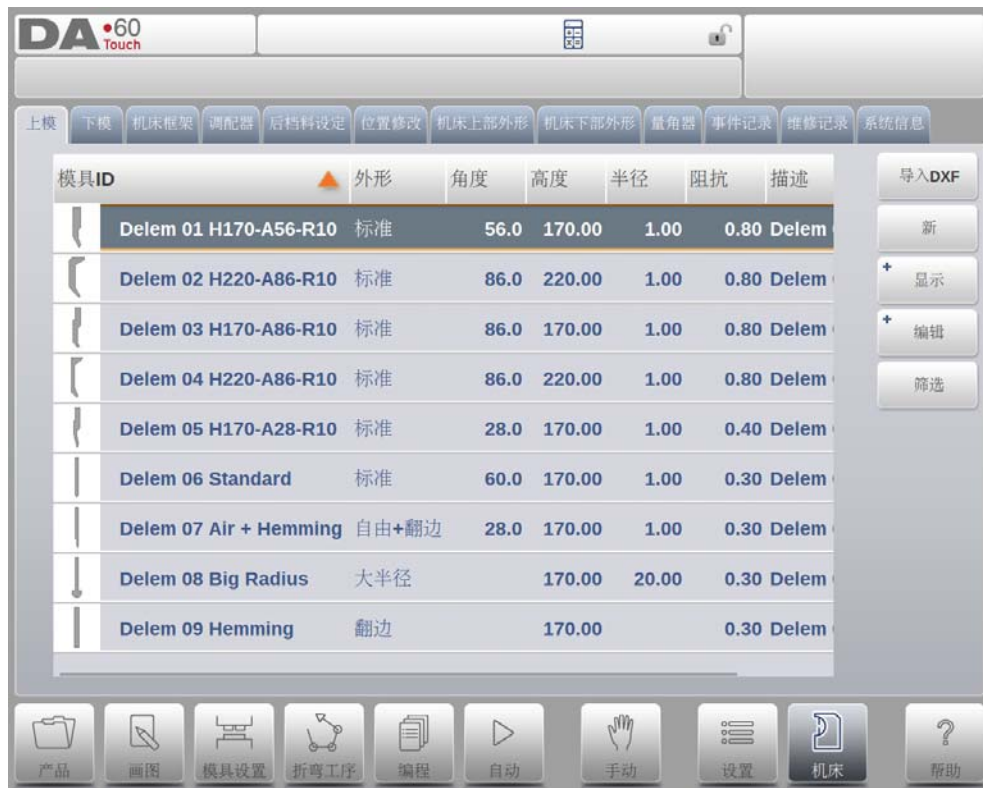 DA•60
Touch
上模 下模 机床框架 调配器 后档料设定 位置修改 机床上部外形 机床下部外形 量角器 事件记录 维修记录 系统信息
模具ID 外形 角度 高度 半径 阻抗 描述
Delem 01 H170-A56-R10 标准 56.0 170.00 1.00 0.80 Delem
Delem 02 H220-A86-R10 标准 86.0 220.00 1.00 0.80 Delem
Delem 03 H170-A86-R10 标准 86.0 170.00 1.00 0.80 Delem
Delem 04 H220-A86-R10 标准 86.0 220.00 1.00 0.80 Delem
Delem 05 H170-A28-R10 标准 28.0 170.00 1.00 0.40 Delem
Delem 06 Standard 标准 60.0 170.00 1.00 0.30 Delem
Delem 07 Air + Hemming 自由+翻边 28.0 170.00 1.00 0.30 Delem
Delem 08 Big Radius 大半径 170.00 20.00 0.30 Delem
Delem 09 Hemming 翻边 170.00 0.30 Delem
导入DXF
新
显示
编辑
筛选
产品 画图 模具设置 折弯工序 编程 自动 手动 设置 机床 帮助